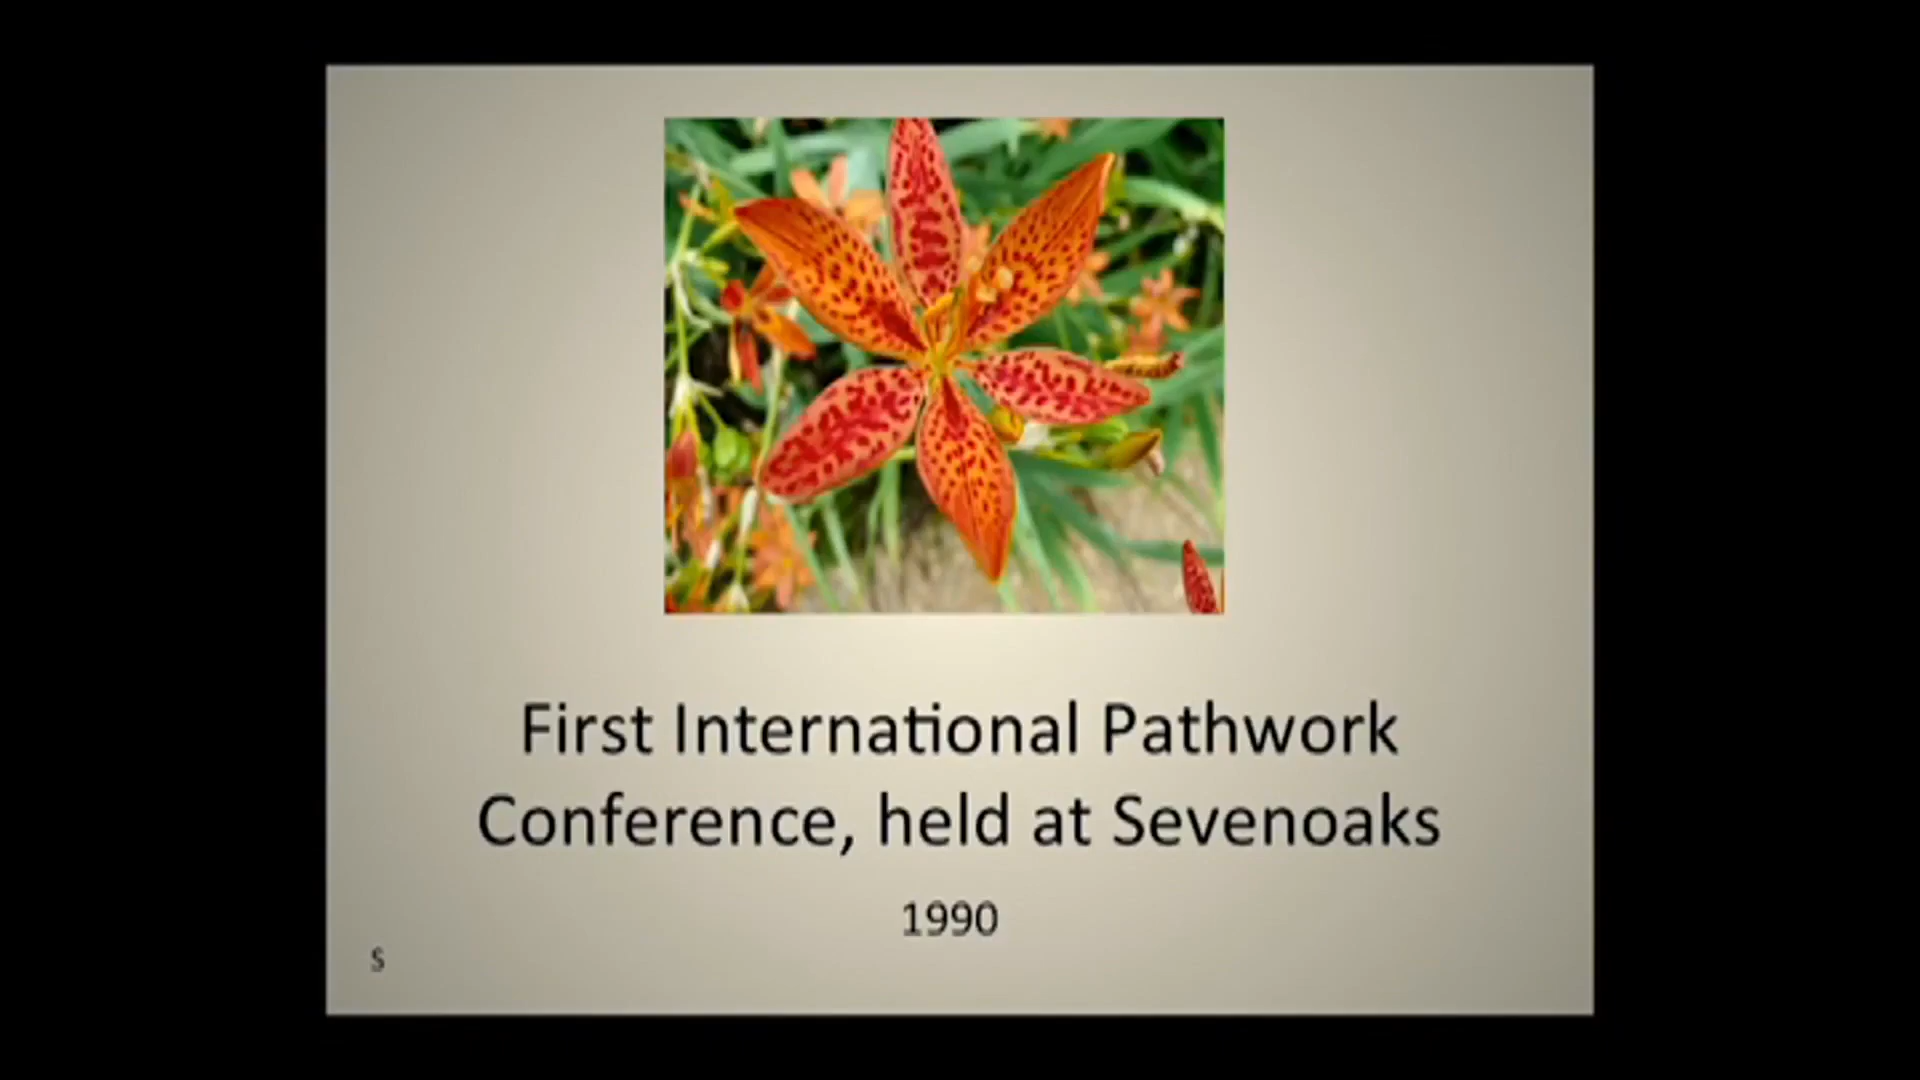 First International Pathwork
Conference, held at Sevenoaks
1990
S